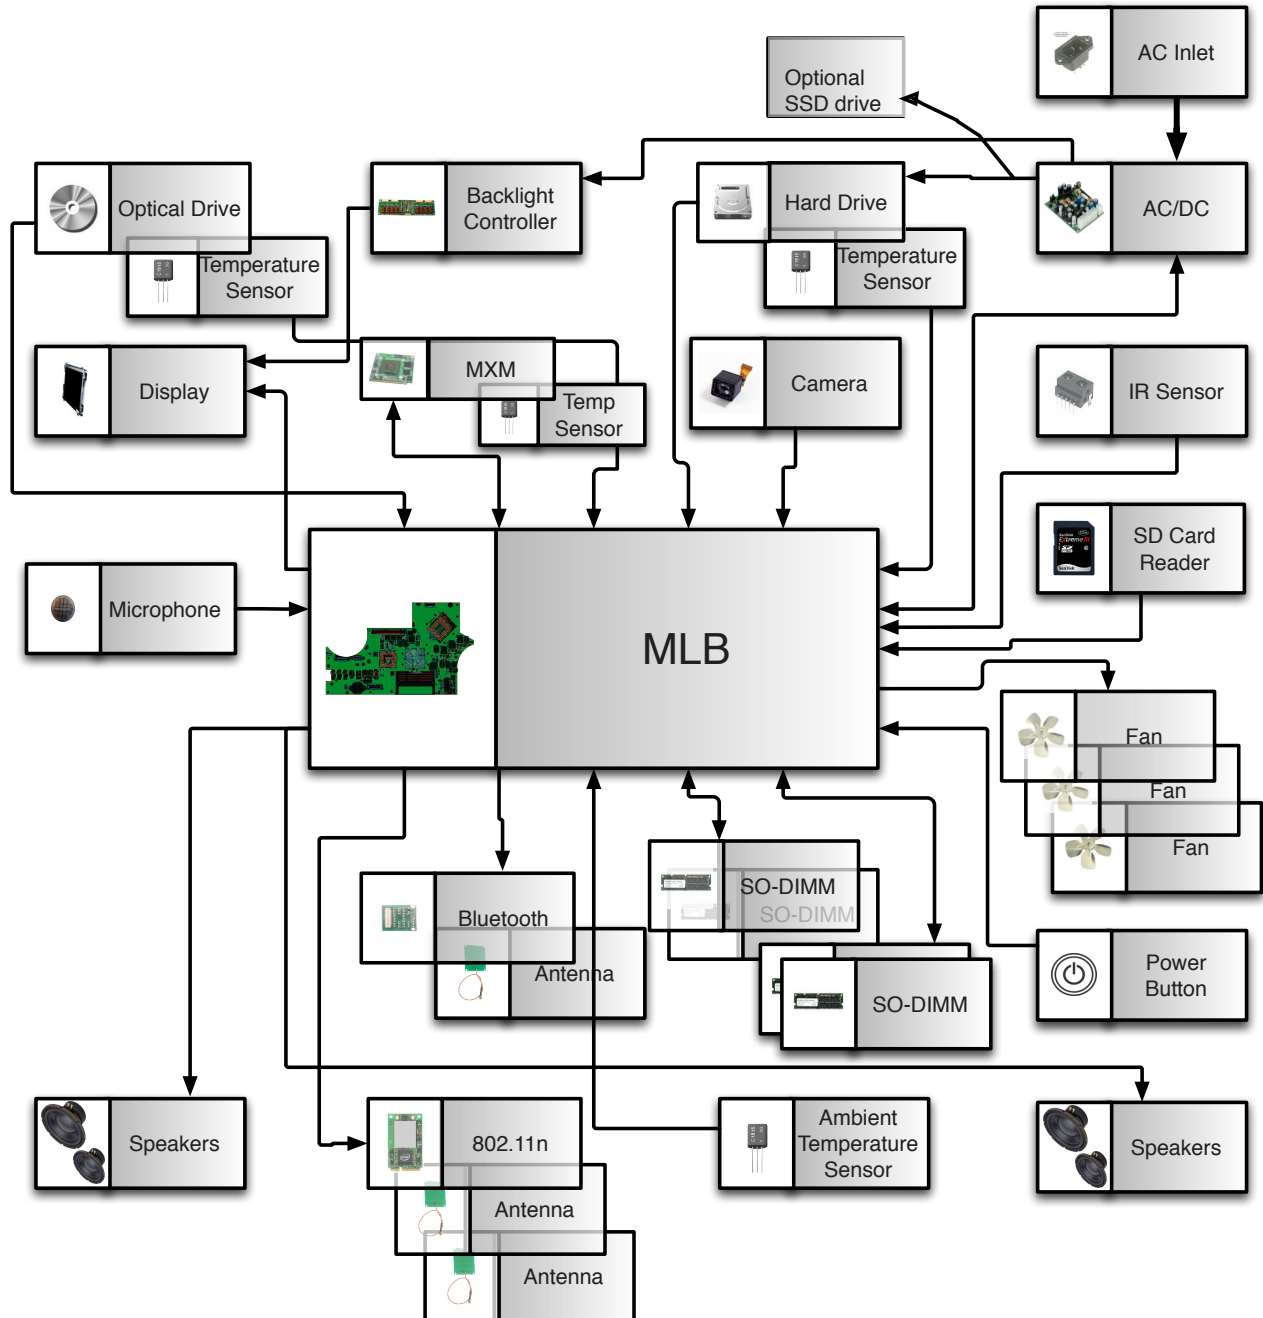 AC Inlet
Optional
SSD drive
Optical Drive
Backlight
Controller
Hard Drive
AC/DC
Temperature
Sensor
Temperature
Sensor
Display
MXM
Temp
Sensor
Camera
IR Sensor
SD Card
Reader
Microphone
MLB
Fan
Fan
Fan
SO-DIMM
SO-DIMM
Bluetooth
Antenna
SO-DIMM
Power
Button
Speakers
802.11n
Ambient
Temperature
Sensor
Speakers
Antenna
Antenna